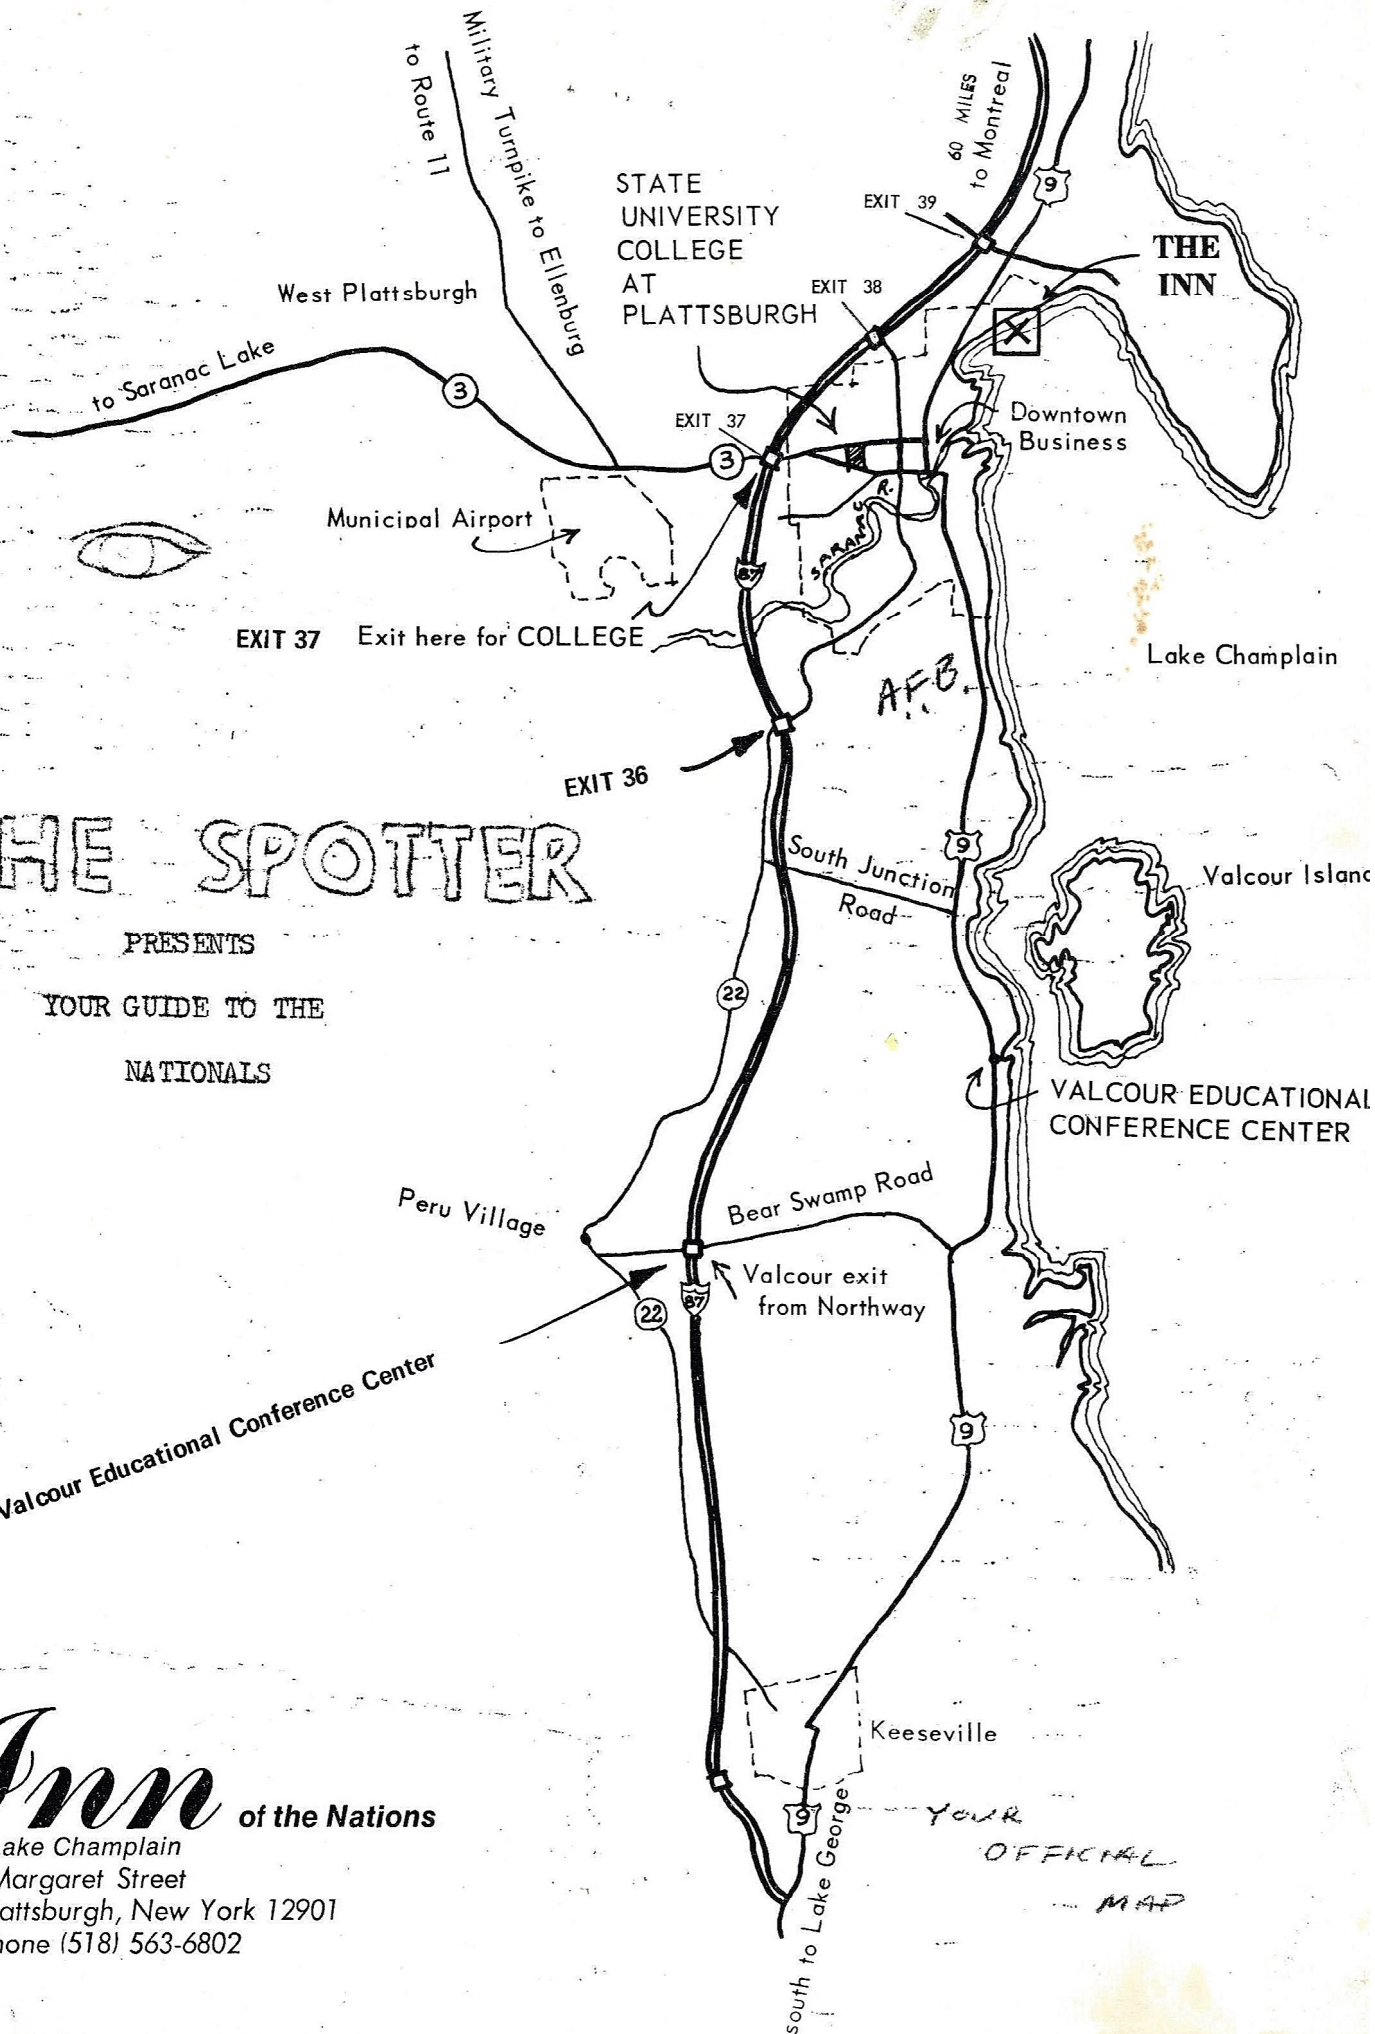 Military Turnpike to Ellenburg
to Route 11
60 MILES
to Montreal
9
STATE
UNIVERSITY
COLLEGE
AT
PLATTSBURGH
EXIT 39
THE
INN
West Plattsburgh
EXIT 38
to Saranac Lake
3
EXIT 37
3
Downtown
Business
Municipal Airport
SARANAC R.
87
EXIT 37 Exit here for COLLEGE
Lake Champlain
A.F.B.
EXIT 36
HE SPOTTER
9
South Junction
Road
Valcour Islanc
PRESENTS
YOUR GUIDE TO THE
NATIONALS
22
VALCOUR EDUCATIONAL
CONFERENCE CENTER
Peru Village
Bear Swamp Road
Valcour exit
from Northway
87
22
Valcour Educational Conference Center
9
Keeseville
Inn of the Nations
ake Champlain
Margaret Street
attsburgh, New York 12901
hone (518) 563-6802
9
south to Lake George
YOUR
OFFICIAL
MAP